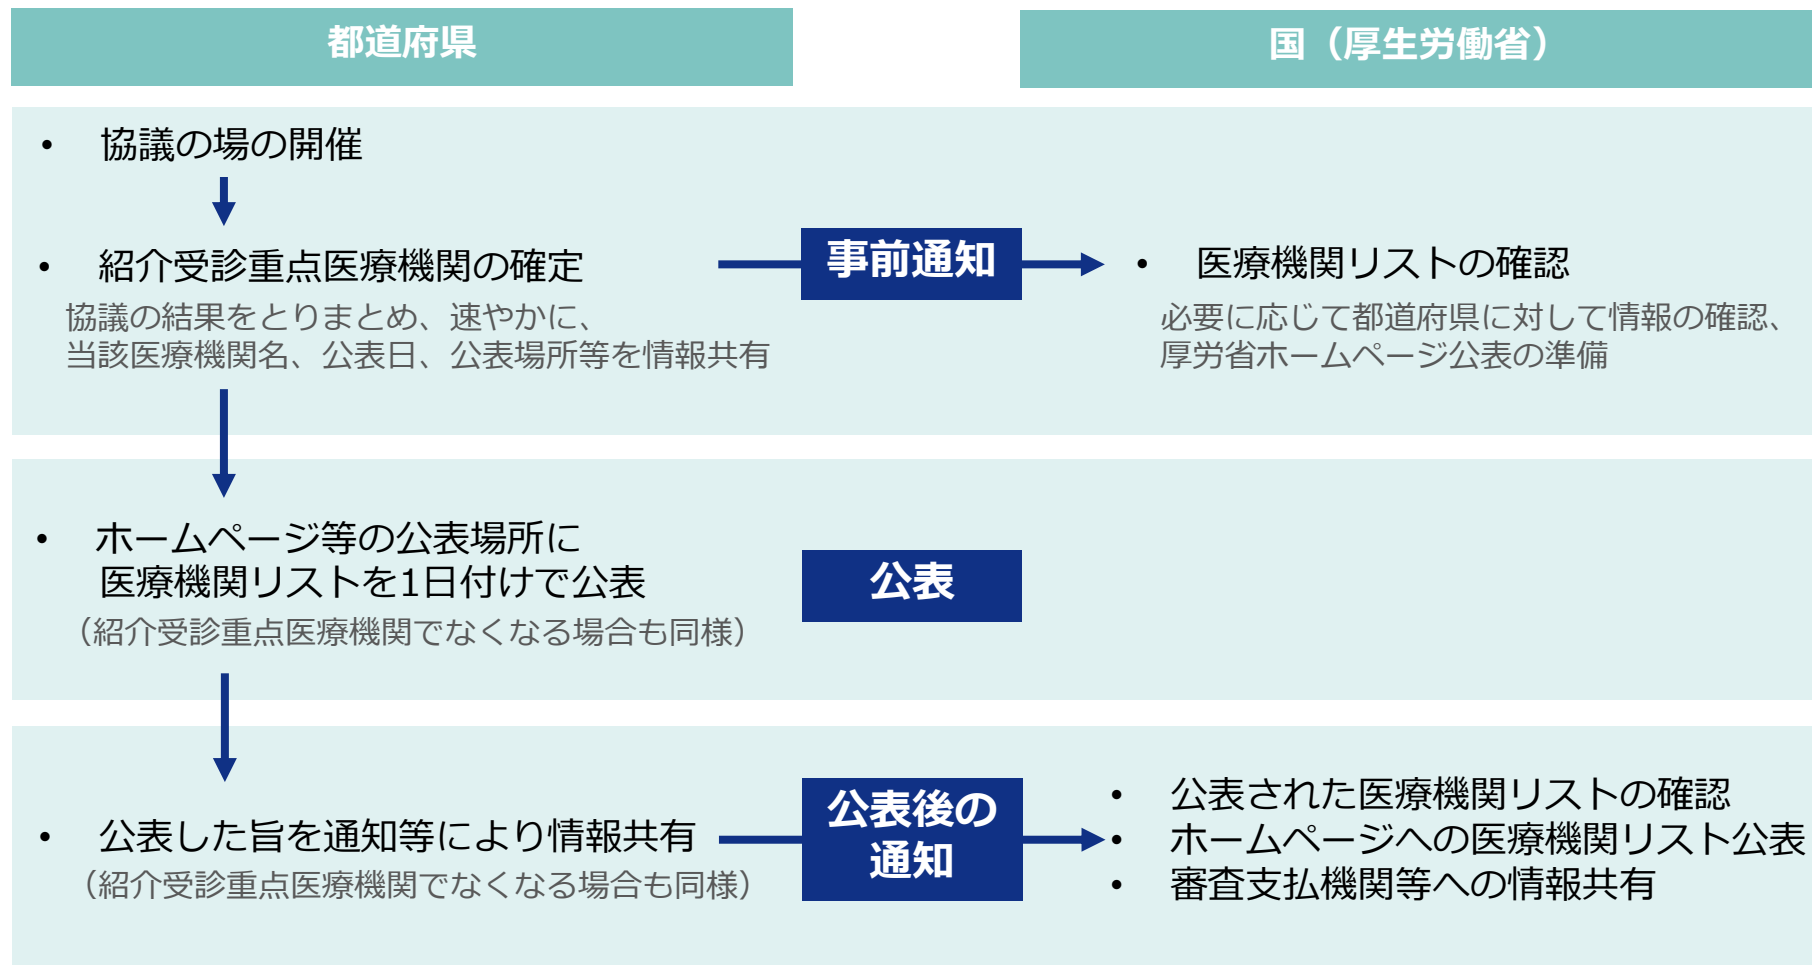 都道府県
国（厚生労働省）
• 協議の場の開催
• 紹介受診重点医療機関の確定
協議の結果をとりまとめ、速やかに、
当該医療機関名、公表日、公表場所等を情報共有
事前通知
• 医療機関リストの確認
必要に応じて都道府県に対して情報の確認、
厚労省ホームページ公表の準備
• ホームページ等の公表場所に
医療機関リストを1日付けで公表
（紹介受診重点医療機関でなくなる場合も同様）
公表
• 公表した旨を通知等により情報共有
（紹介受診重点医療機関でなくなる場合も同様）
公表後の
通知
• 公表された医療機関リストの確認
• ホームページへの医療機関リスト公表
• 審査支払機関等への情報共有